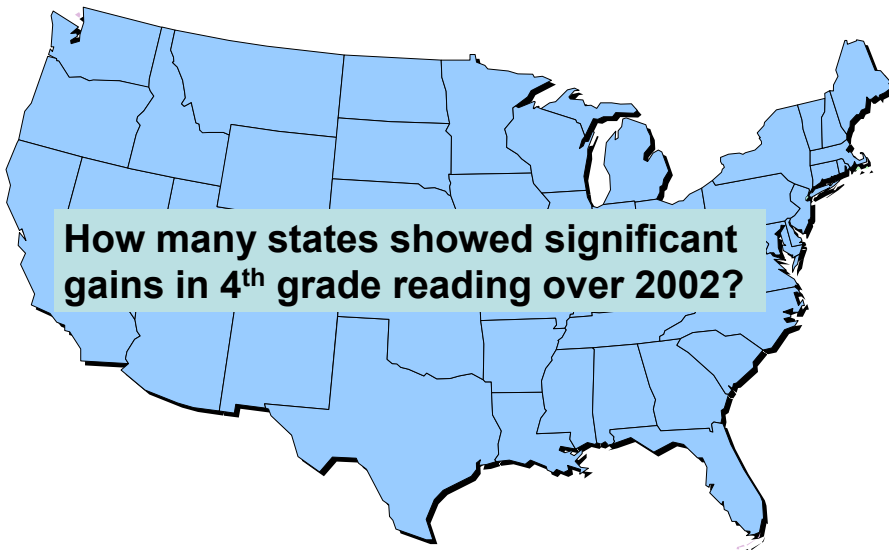 How many states showed significant
gains in 4th grade reading over 2002?